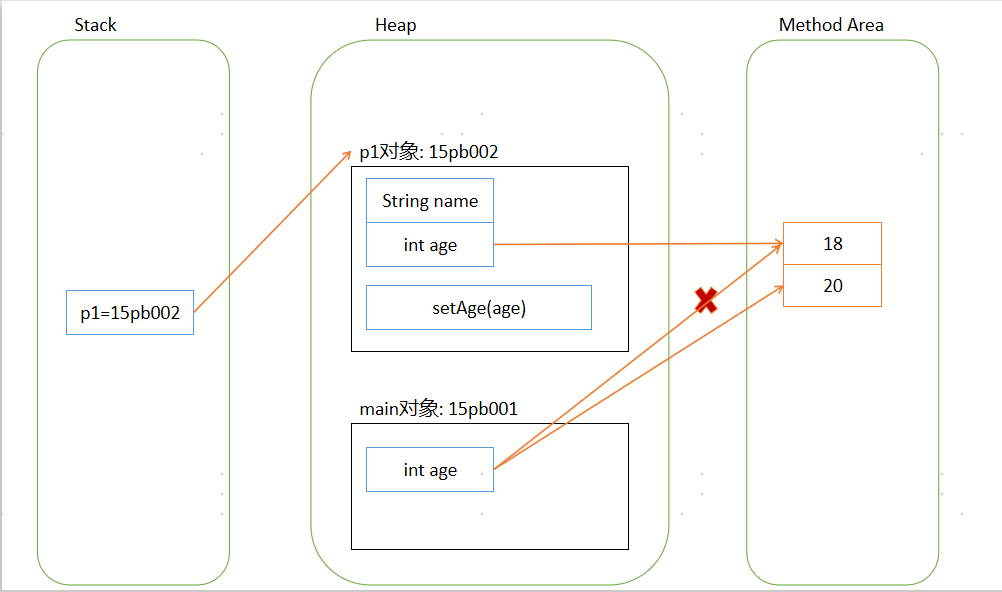 Stack
Heap
Method Area
p1对象: 15pb002
String name
int age
18
20
setAge(age)
p1=15pb002
main对象: 15pb001
int age